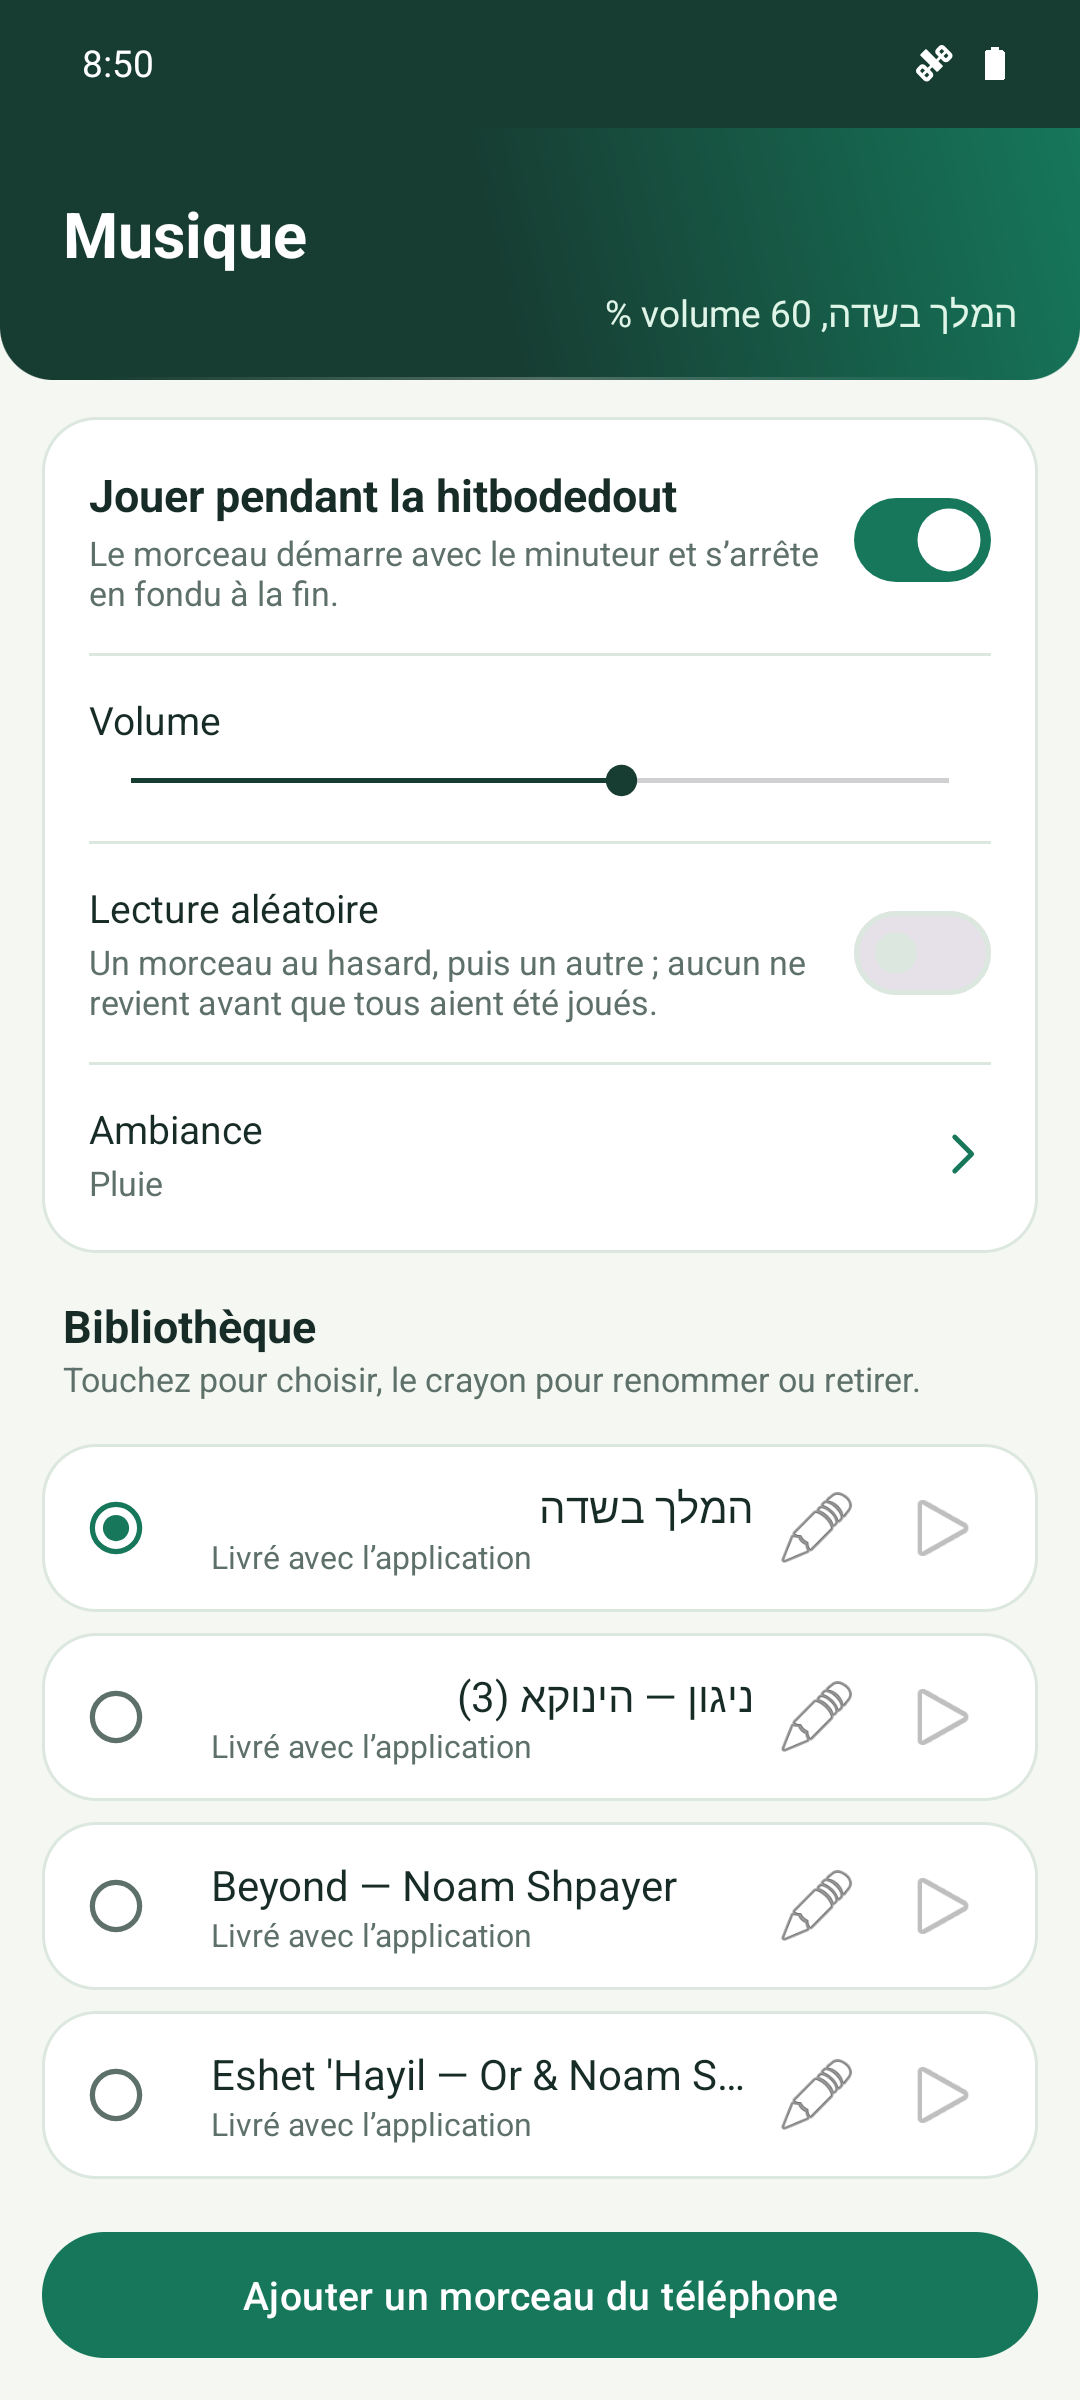 8:50
Musique
המלך בשדה, 60 volume %
Jouer pendant la hitbodedout
Le morceau démarre avec le minuteur et s’arrête
en fondu à la fin.
Volume
Lecture aléatoire
Un morceau au hasard, puis un autre ; aucun ne
revient avant que tous aient été joués.
Ambiance
Pluie
Bibliothèque
Touchez pour choisir, le crayon pour renommer ou retirer.
המלך בשדה
Livré avec l’application
ניגון — הינוקא (3)
Livré avec l’application
Beyond — Noam Shpayer
Livré avec l’application
Eshet 'Hayil — Or & Noam S…
Livré avec l’application
Ajouter un morceau du téléphone